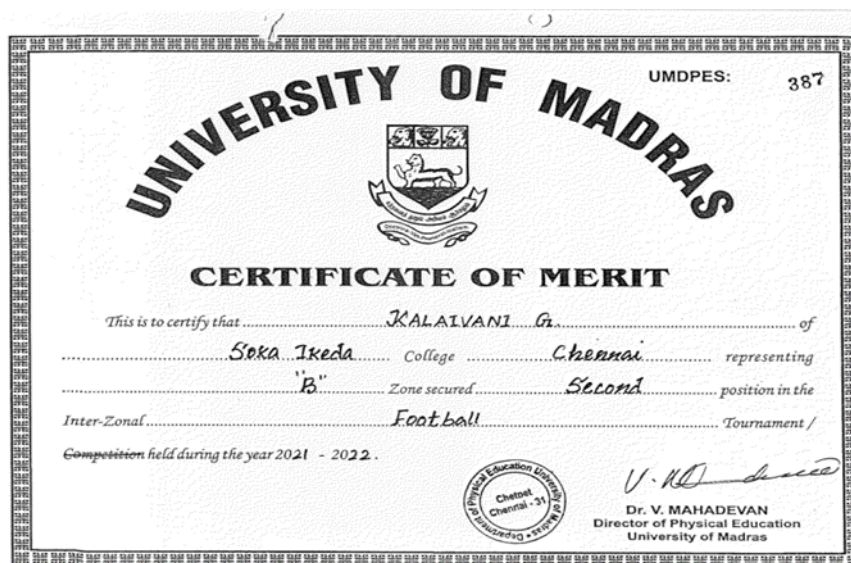 UNIVERSITY OF MADRAS
UMDPES: 387
CERTIFICATE OF MERIT
This is to certify that KALAIVANI G. of
Soka Ikeda College Chennai representing
"B" Zone secured Second position in the
Inter-Zonal Football Tournament /
Competition held during the year 2021 - 2022.
Department of Physical Education University of Madras
Chetpet
Chennai - 31
Dr. V. MAHADEVAN
Director of Physical Education
University of Madras